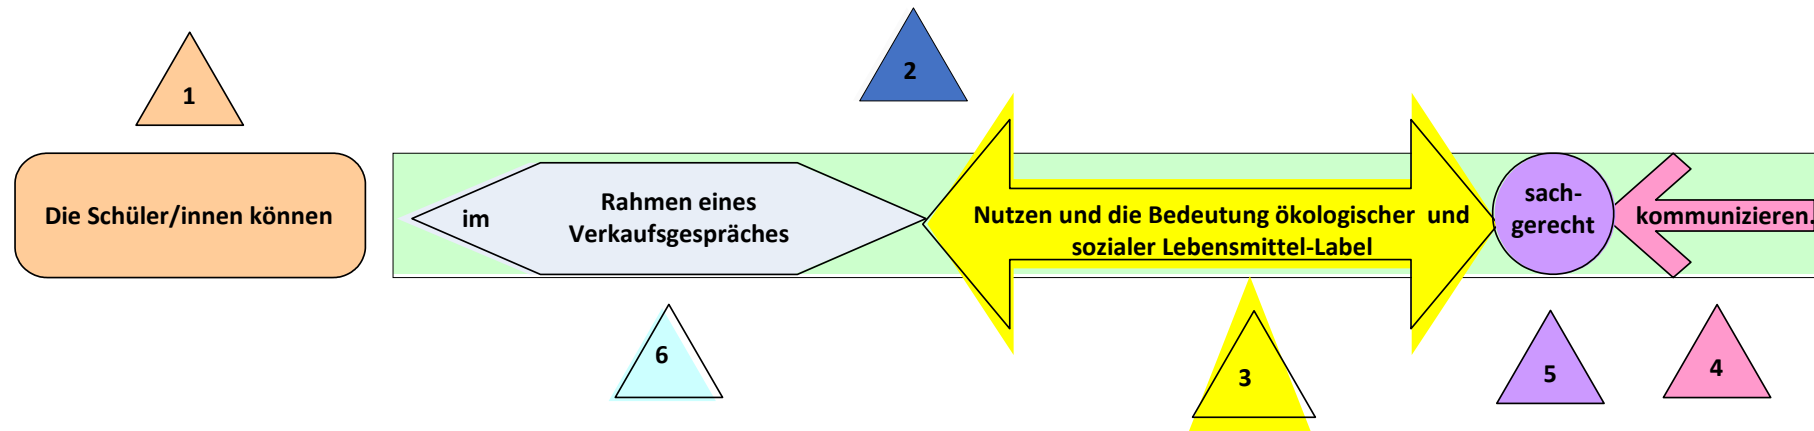 1
2
Die Schüler/innen können
im
Rahmen eines
Verkaufsgespräches
Nutzen und die Bedeutung ökologischer und
sozialer Lebensmittel-Label
sach-
gerecht
kommunizieren.
6
3
5
4